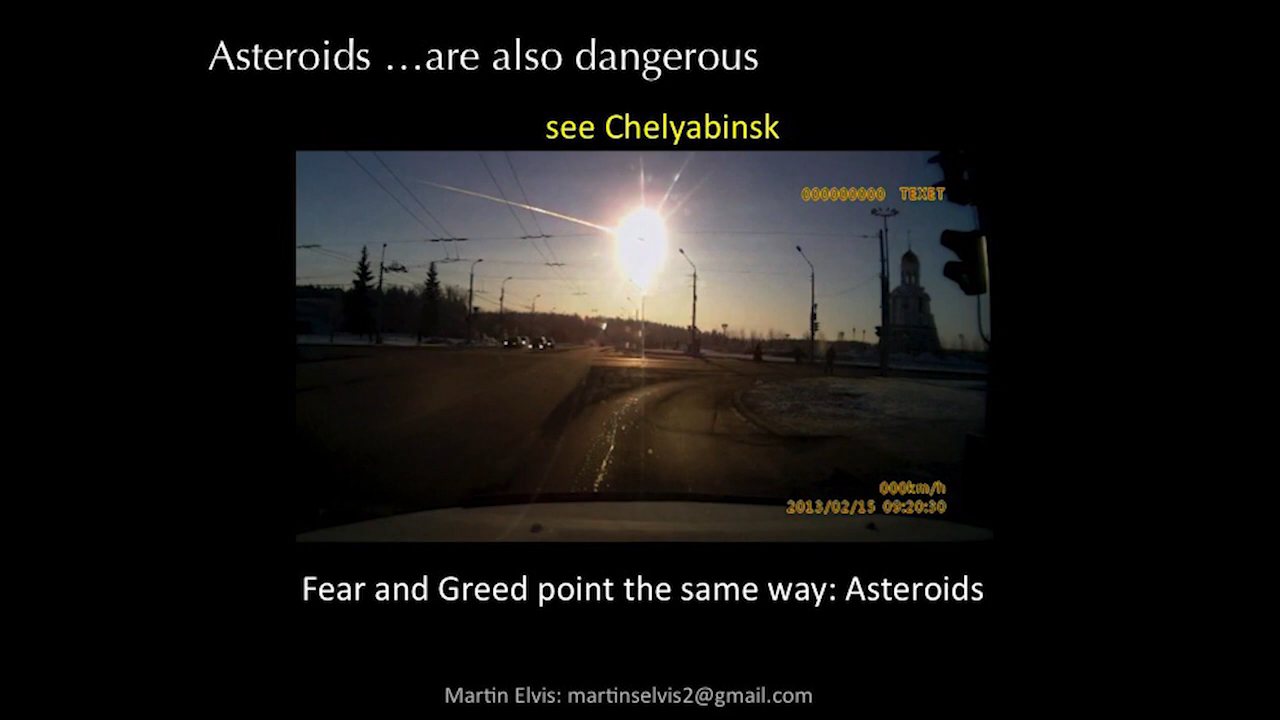 Asteroids …are also dangerous
see Chelyabinsk
000000000 TEXET
000km/h
2013/02/15 09:20:30
Fear and Greed point the same way: Asteroids
Martin Elvis: martinselvis2@gmail.com